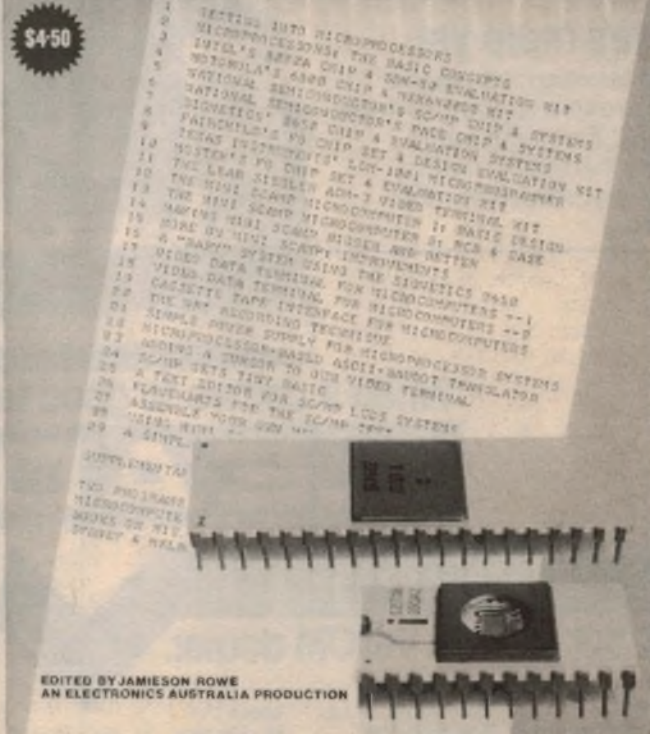 $4·50
1 GETTING INTO MICROPROCESSORS
2 MICROPROCESSORS: THE BASIC CONCEPTS
3 INTEL'S 8080A CHIP & SDK-80 EVALUATION KIT
4 MOTOROLA'S 6800 CHIP & KIT
5 NATIONAL SEMICONDUCTOR'S SC/MP CHIP & SYSTEMS
6 NATIONAL SEMICONDUCTOR'S PACE CHIP & SYSTEMS
7 SIGNETICS' 2650 CHIP & EVALUATION SYSTEMS
8 FAIRCHILD'S F8 CHIP SET & DESIGN EVALUATION KIT
9 TEXAS INSTRUMENTS' LCM-1001 MICROPROGRAMMER
10 MOSTEK'S F8 CHIP SET & EVALUATION KIT
11 THE LEAR SIEGLER ADM-3 VIDEO TERMINAL KIT
12 THE MINI SCAMP MICROCOMPUTER 1: BASIC DESIGN
13 THE MINI SCAMP MICROCOMPUTER 2: PCB & CASE
14 MAKING MINI SCAMP BIGGER AND BETTER
15 MORE ON MINI SCAMP: IMPROVEMENTS
16 A "BABY" SYSTEM USING THE SIGNETICS 2650
17 VIDEO DATA TERMINAL FOR MICROCOMPUTERS --1
18 VIDEO DATA TERMINAL FOR MICROCOMPUTERS --2
19 CASSETTE TAPE INTERFACE FOR MICROCOMPUTERS
20 THE RECORDING TECHNIQUE
21 SIMPLE POWER SUPPLY FOR MICROPROCESSOR SYSTEMS
22 MICROPROCESSOR-BASED ASCII-BAUDOT TRANSLATOR
23 ADDING A CURSOR TO OUR VIDEO TERMINAL
24 SC/MP GETS TINY BASIC
25 A TEXT EDITOR FOR SC/MP LCDS SYSTEMS
26 FLOWCHARTS FOR THE SC/MP
27 ASSEMBLE YOUR OWN
28 USING MINI
29 A SIMPL
SUPPLEMENTAR
TWO PROGRAMS
MICROCOMPUTE
BOOKS ON MIC
SYDNEY & MELB
EDITED BY JAMIESON ROWE
AN ELECTRONICS AUSTRALIA PRODUCTION